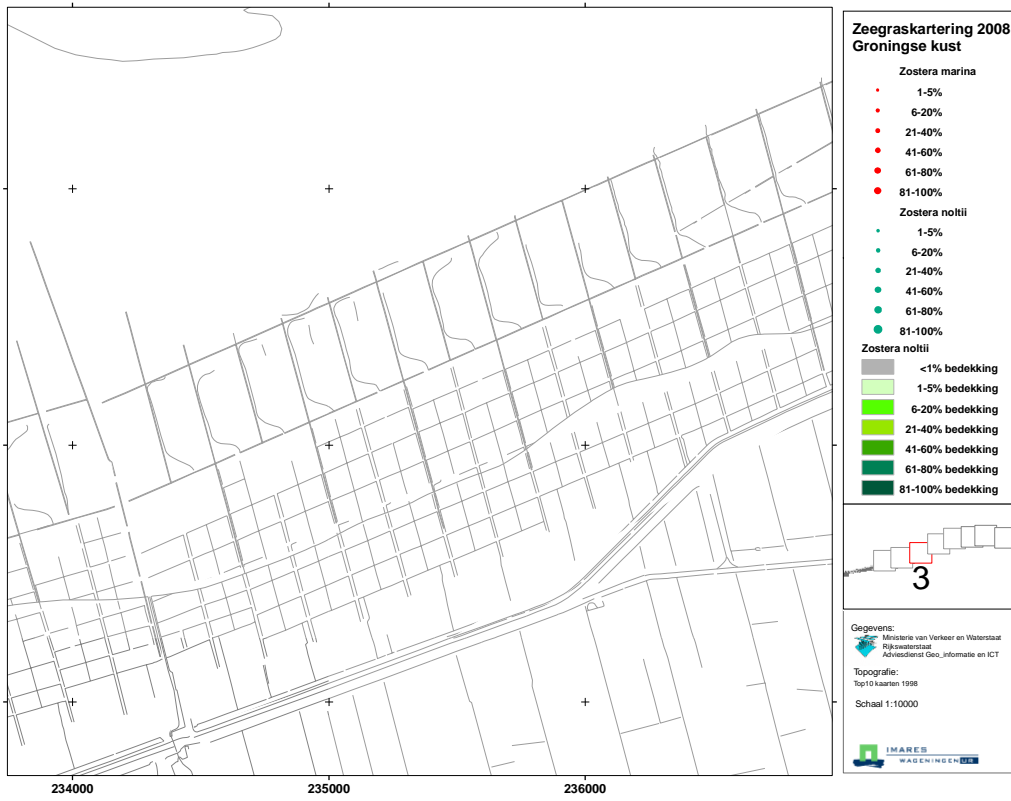 Zeegraskartering 2008
Groningse kust
Zostera marina
1-5%
6-20%
21-40%
41-60%
61-80%
81-100%
Zostera noltii
1-5%
6-20%
21-40%
41-60%
61-80%
81-100%
Zostera noltii
<1% bedekking
1-5% bedekking
6-20% bedekking
21-40% bedekking
41-60% bedekking
61-80% bedekking
81-100% bedekking
3
Gegevens:
Ministerie van Verkeer en Waterstaat
Rijkswaterstaat
Adviesdienst Geo_informatie en ICT
Topografie:
Top10 kaarten 1998
Schaal 1:10000
IMARES
WAGENINGEN UR
234000 235000 236000